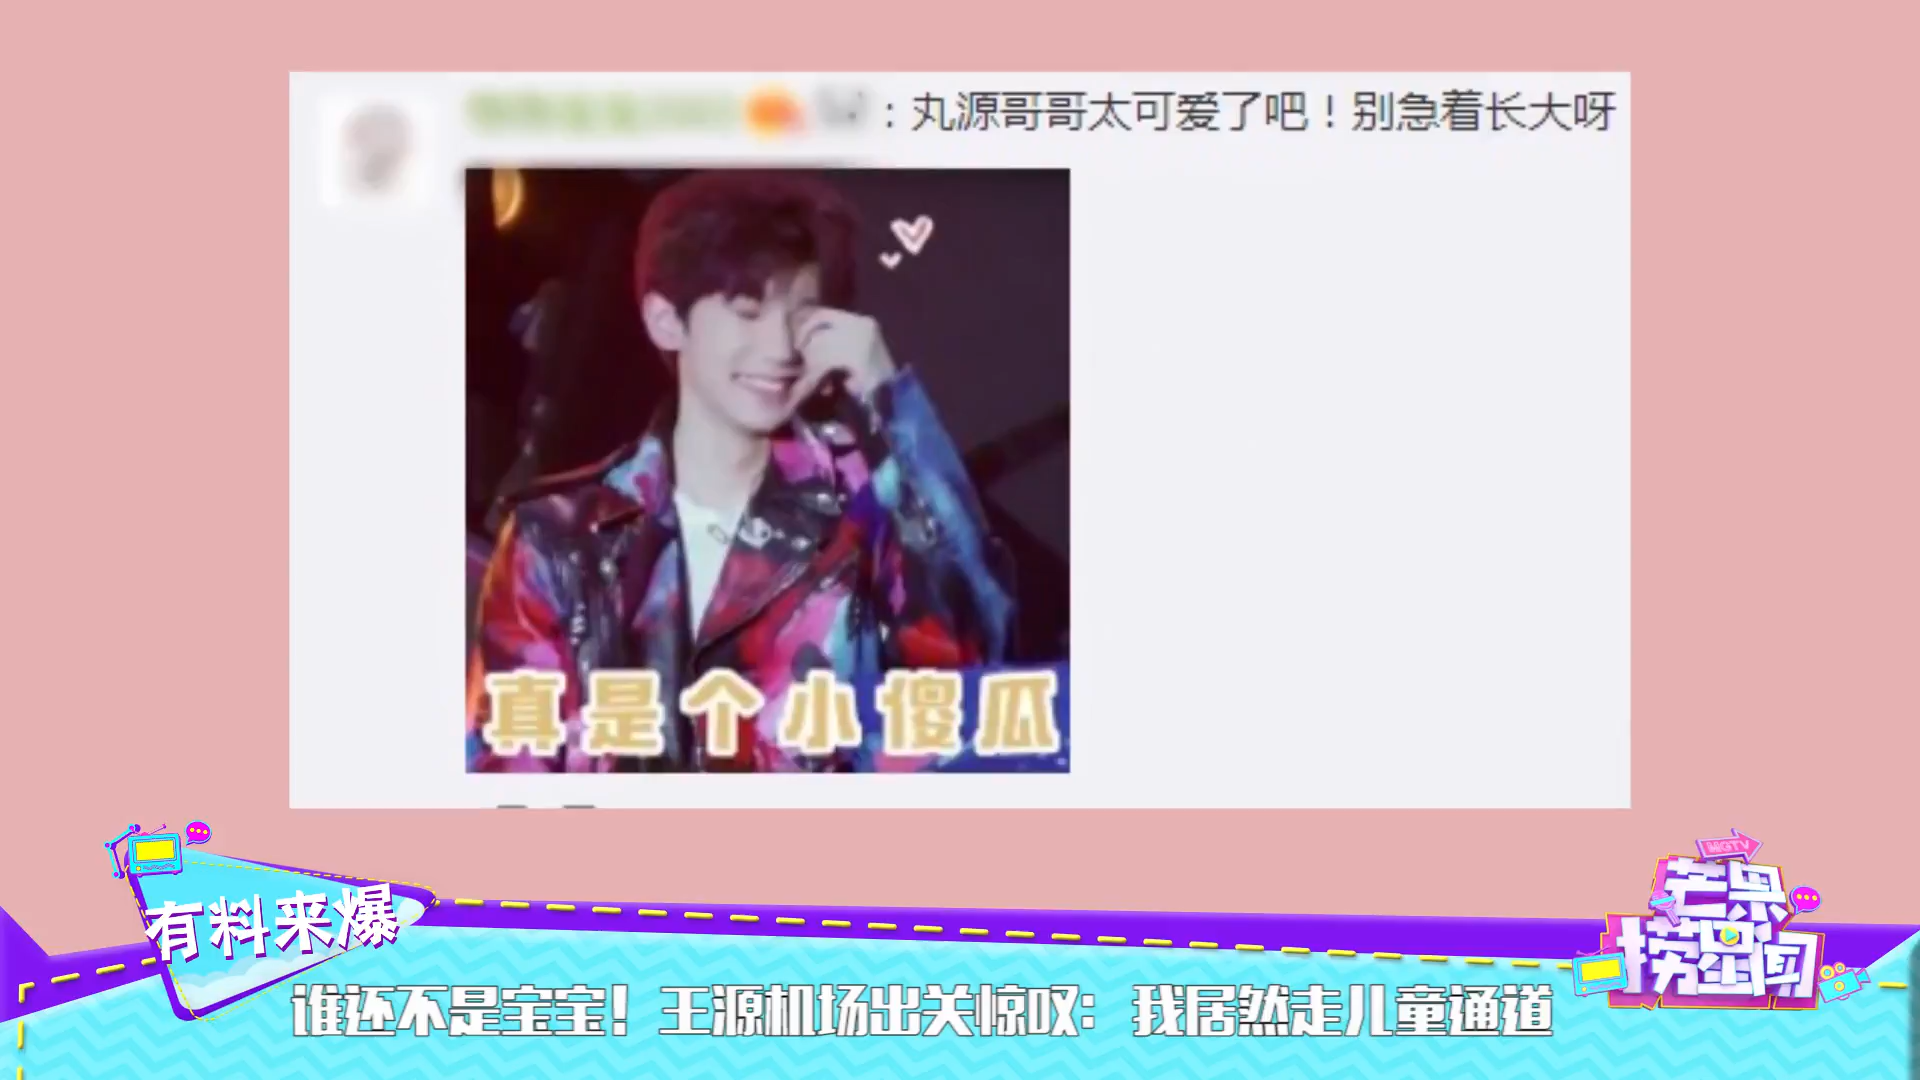 ：丸源哥哥太可爱了吧！别急着长大呀
真是个小傻瓜
有料来爆
MGTV
芒果
捞星闻
谁还不是宝宝！王源机场出关惊叹：我居然走儿童通道